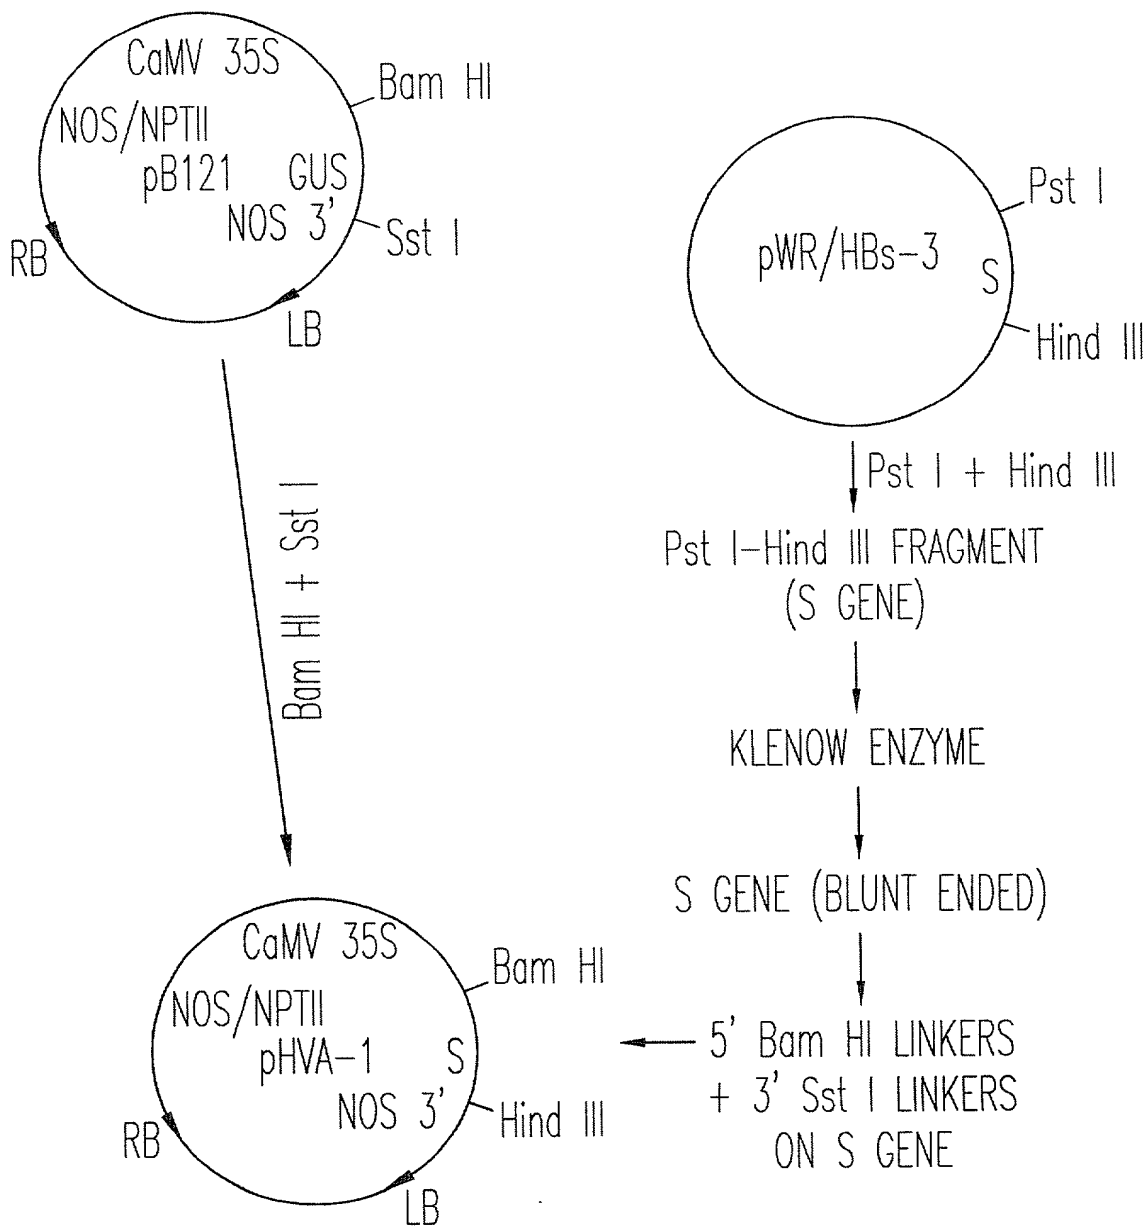 CaMV 35S
Bam HI
NOS/NPTII
pB121 GUS
NOS 3'
Sst I
RB
LB
Pst I
pWR/HBs-3
S
Hind III
Bam HI + Sst I
Pst I + Hind III
Pst I-Hind III FRAGMENT
(S GENE)
KLENOW ENZYME
S GENE (BLUNT ENDED)
5' Bam HI LINKERS
+ 3' Sst I LINKERS
ON S GENE
CaMV 35S
Bam HI
NOS/NPTII
pHVA-1 S
NOS 3'
Hind III
RB
LB